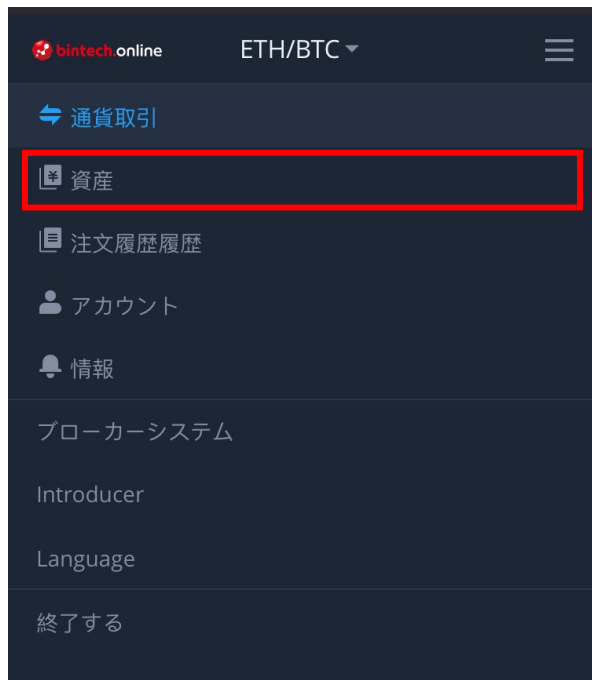 bintech.online
ETH/BTC
通貨取引
資産
注文履歴履歴
アカウント
情報
ブローカーシステム
Introducer
Language
終了する